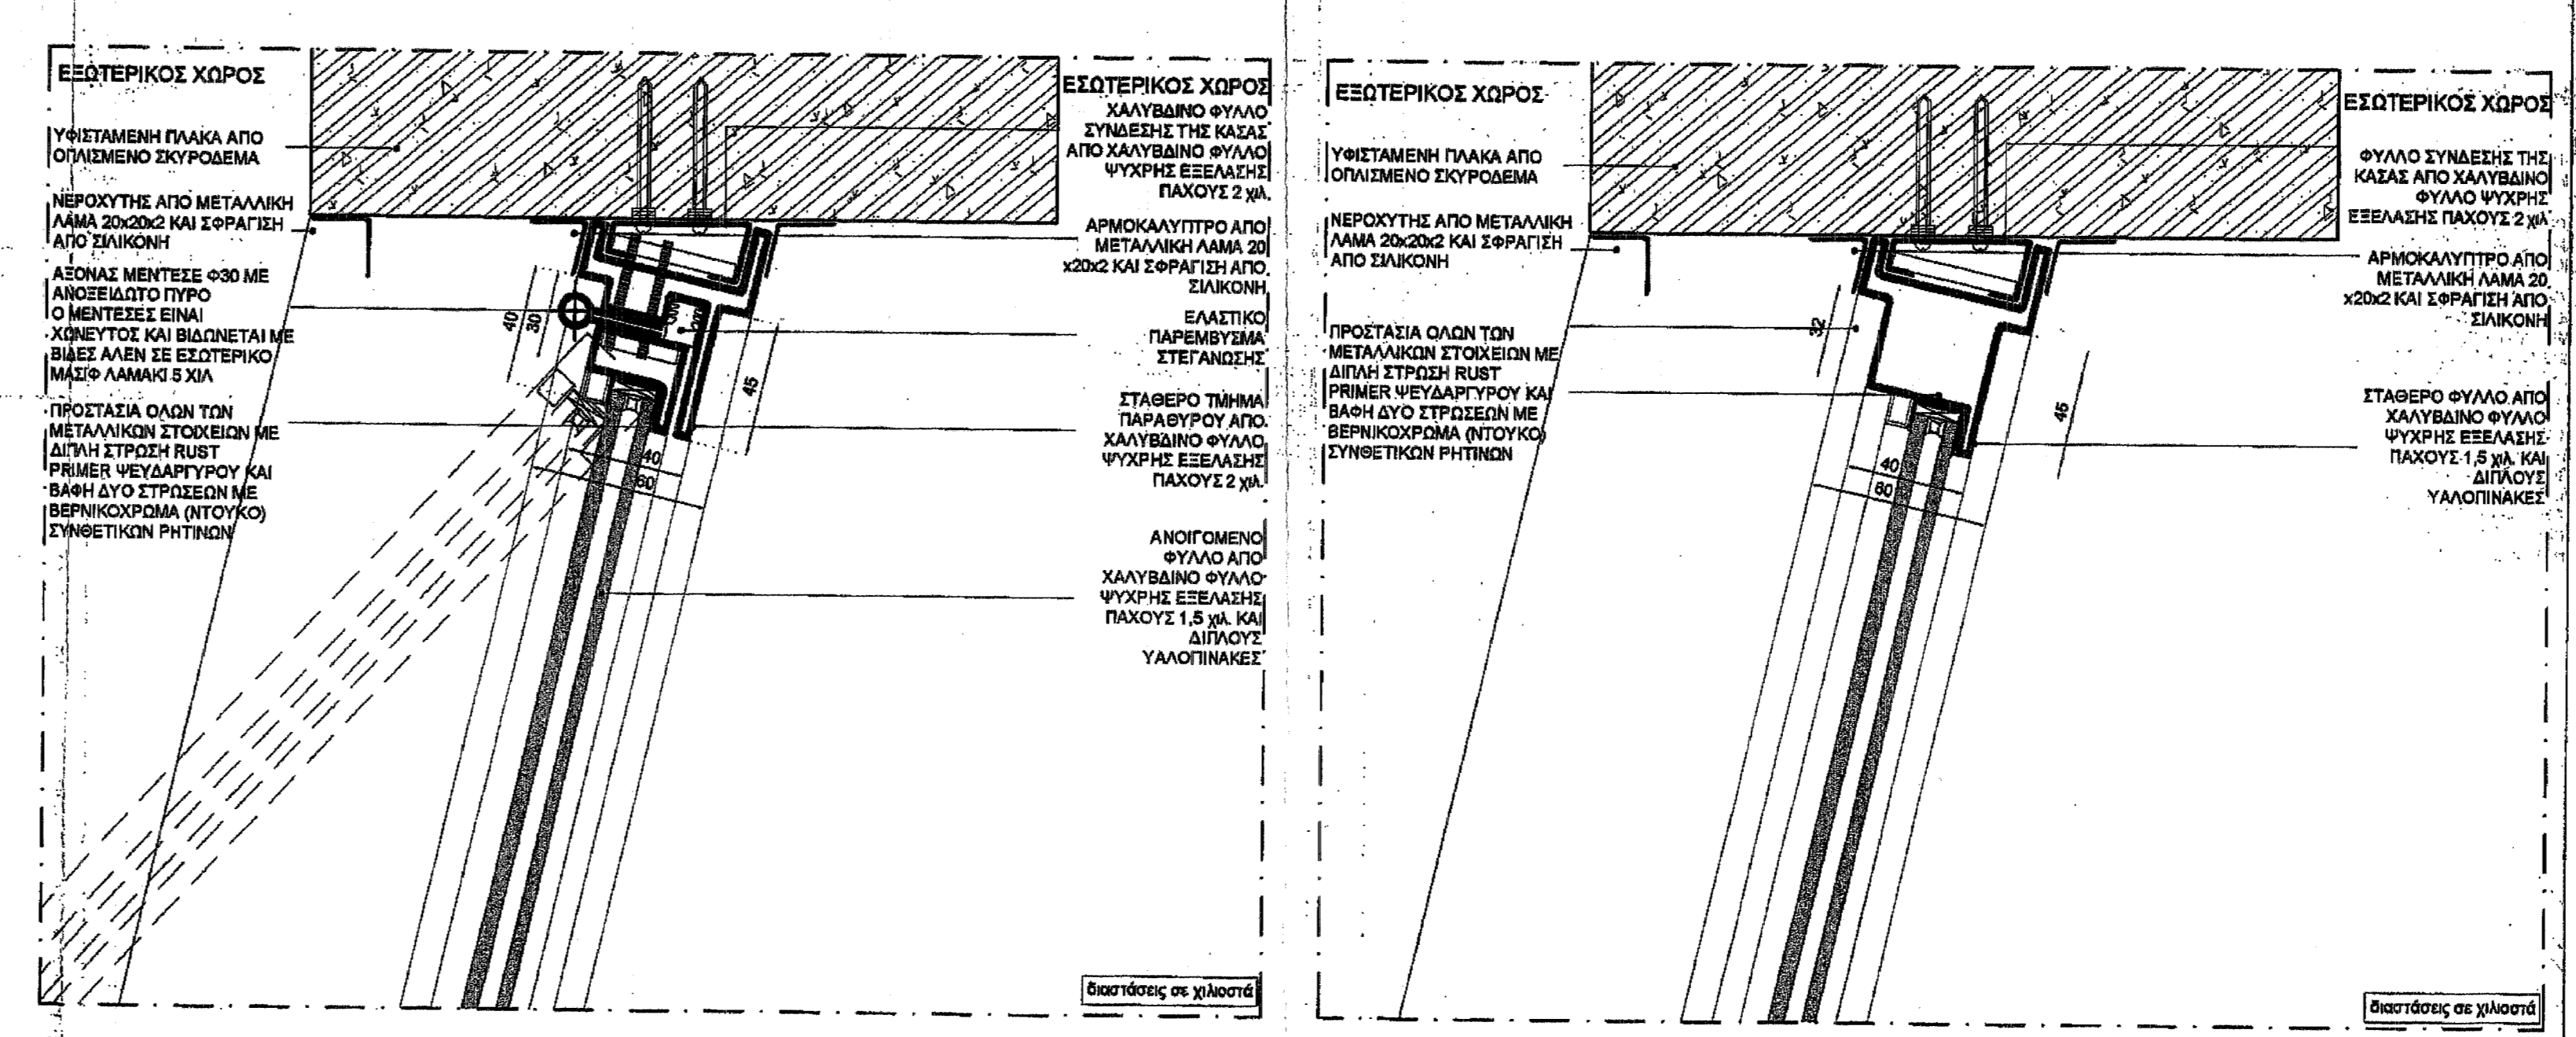 ΕΞΩΤΕΡΙΚΟΣ ΧΩΡΟΣ
ΥΦΙΣΤΑΜΕΝΗ ΠΛΑΚΑ ΑΠΟ
ΟΠΛΙΣΜΕΝΟ ΣΚΥΡΟΔΕΜΑ
ΝΕΡΟΧΥΤΗΣ ΑΠΟ ΜΕΤΑΛΛΙΚΗ
ΛΑΜΑ 20x20x2 ΚΑΙ ΣΦΡΑΓΙΣΗ
ΑΠΟ ΣΙΛΙΚΟΝΗ
ΑΞΟΝΑΣ ΜΕΝΤΕΣΕ Φ30 ΜΕ
ΑΝΟΞΕΙΔΩΤΟ ΠΥΡΟ
Ο ΜΕΝΤΕΣΕΣ ΕΙΝΑΙ
ΧΩΝΕΥΤΟΣ ΚΑΙ ΒΙΔΩΝΕΤΑΙ ΜΕ
ΒΙΔΕΣ ΑΛΕΝ ΣΕ ΕΣΩΤΕΡΙΚΟ
ΜΑΣΙΦ ΛΑΜΑΚΙ 5 ΧΙΛ
ΠΡΟΣΤΑΣΙΑ ΟΛΩΝ ΤΩΝ
ΜΕΤΑΛΛΙΚΩΝ ΣΤΟΙΧΕΙΩΝ ΜΕ
ΔΙΠΛΗ ΣΤΡΩΣΗ RUST
PRIMER ΨΕΥΔΑΡΓΥΡΟΥ ΚΑΙ
ΒΑΦΗ ΔΥΟ ΣΤΡΩΣΕΩΝ ΜΕ
ΒΕΡΝΙΚΟΧΡΩΜΑ (ΝΤΟΥΚΟ)
ΣΥΝΘΕΤΙΚΩΝ ΡΗΤΙΝΩΝ
40
30
45
40
60
ΕΣΩΤΕΡΙΚΟΣ ΧΩΡΟΣ
ΧΑΛΥΒΔΙΝΟ ΦΥΛΛΟ
ΣΥΝΔΕΣΗΣ ΤΗΣ ΚΑΣΑΣ
ΑΠΟ ΧΑΛΥΒΔΙΝΟ ΦΥΛΛΟ
ΨΥΧΡΗΣ ΕΞΕΛΑΣΗΣ
ΠΑΧΟΥΣ 2 χιλ.
ΑΡΜΟΚΑΛΥΠΤΡΟ ΑΠΟ
ΜΕΤΑΛΛΙΚΗ ΛΑΜΑ 20
x20x2 ΚΑΙ ΣΦΡΑΓΙΣΗ ΑΠΟ
ΣΙΛΙΚΟΝΗ
ΕΛΑΣΤΙΚΟ
ΠΑΡΕΜΒΥΣΜΑ
ΣΤΕΓΑΝΩΣΗΣ
ΣΤΑΘΕΡΟ ΤΜΗΜΑ
ΠΑΡΑΘΥΡΟΥ ΑΠΟ
ΧΑΛΥΒΔΙΝΟ ΦΥΛΛΟ
ΨΥΧΡΗΣ ΕΞΕΛΑΣΗΣ
ΠΑΧΟΥΣ 2 χιλ.
ΑΝΟΙΓΟΜΕΝΟ
ΦΥΛΛΟ ΑΠΟ
ΧΑΛΥΒΔΙΝΟ ΦΥΛΛΟ
ΨΥΧΡΗΣ ΕΞΕΛΑΣΗΣ
ΠΑΧΟΥΣ 1,5 χιλ. ΚΑΙ
ΔΙΠΛΟΥΣ
ΥΑΛΟΠΙΝΑΚΕΣ
διαστάσεις σε χιλιοστά
ΕΞΩΤΕΡΙΚΟΣ ΧΩΡΟΣ
ΥΦΙΣΤΑΜΕΝΗ ΠΛΑΚΑ ΑΠΟ
ΟΠΛΙΣΜΕΝΟ ΣΚΥΡΟΔΕΜΑ
ΝΕΡΟΧΥΤΗΣ ΑΠΟ ΜΕΤΑΛΛΙΚΗ
ΛΑΜΑ 20x20x2 ΚΑΙ ΣΦΡΑΓΙΣΗ
ΑΠΟ ΣΙΛΙΚΟΝΗ
ΠΡΟΣΤΑΣΙΑ ΟΛΩΝ ΤΩΝ
ΜΕΤΑΛΛΙΚΩΝ ΣΤΟΙΧΕΙΩΝ ΜΕ
ΔΙΠΛΗ ΣΤΡΩΣΗ RUST
PRIMER ΨΕΥΔΑΡΓΥΡΟΥ ΚΑΙ
ΒΑΦΗ ΔΥΟ ΣΤΡΩΣΕΩΝ ΜΕ
ΒΕΡΝΙΚΟΧΡΩΜΑ (ΝΤΟΥΚΟ)
ΣΥΝΘΕΤΙΚΩΝ ΡΗΤΙΝΩΝ
32
45
40
60
ΕΣΩΤΕΡΙΚΟΣ ΧΩΡΟΣ
ΦΥΛΛΟ ΣΥΝΔΕΣΗΣ ΤΗΣ
ΚΑΣΑΣ ΑΠΟ ΧΑΛΥΒΔΙΝΟ
ΦΥΛΛΟ ΨΥΧΡΗΣ
ΕΞΕΛΑΣΗΣ ΠΑΧΟΥΣ 2 χιλ
ΑΡΜΟΚΑΛΥΠΤΡΟ ΑΠΟ
ΜΕΤΑΛΛΙΚΗ ΛΑΜΑ 20
x20x2 ΚΑΙ ΣΦΡΑΓΙΣΗ ΑΠΟ
ΣΙΛΙΚΟΝΗ
ΣΤΑΘΕΡΟ ΦΥΛΛΟ ΑΠΟ
ΧΑΛΥΒΔΙΝΟ ΦΥΛΛΟ
ΨΥΧΡΗΣ ΕΞΕΛΑΣΗΣ
ΠΑΧΟΥΣ 1,5 χιλ. ΚΑΙ
ΔΙΠΛΟΥΣ
ΥΑΛΟΠΙΝΑΚΕΣ
διαστάσεις σε χιλιοστά